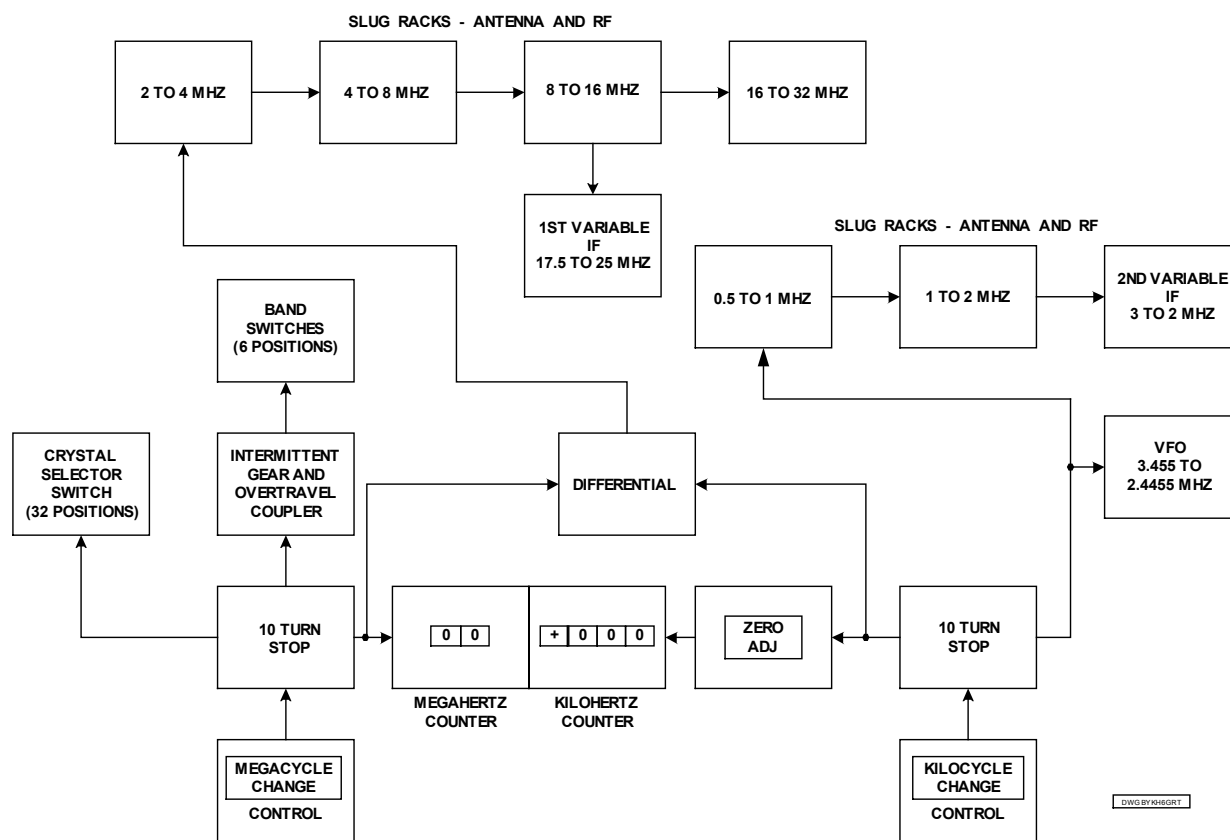 SLUG RACKS - ANTENNA AND RF
2 TO 4 MHZ
4 TO 8 MHZ
8 TO 16 MHZ
16 TO 32 MHZ
1ST VARIABLE
IF
17.5 TO 25 MHZ
SLUG RACKS - ANTENNA AND RF
0.5 TO 1 MHZ
1 TO 2 MHZ
2ND VARIABLE
IF
3 TO 2 MHZ
BAND
SWITCHES
(6 POSITIONS)
CRYSTAL
SELECTOR
SWITCH
(32 POSITIONS)
INTERMITTENT
GEAR AND
OVERTRAVEL
COUPLER
DIFFERENTIAL
VFO
3.455 TO
2.4455 MHZ
10 TURN
STOP
0 0
+ 0 0 0
ZERO
ADJ
10 TURN
STOP
MEGAHERTZ
COUNTER
KILOHERTZ
COUNTER
MEGACYCLE
CHANGE
CONTROL
KILOCYCLE
CHANGE
CONTROL
DWG BY KH6GRT